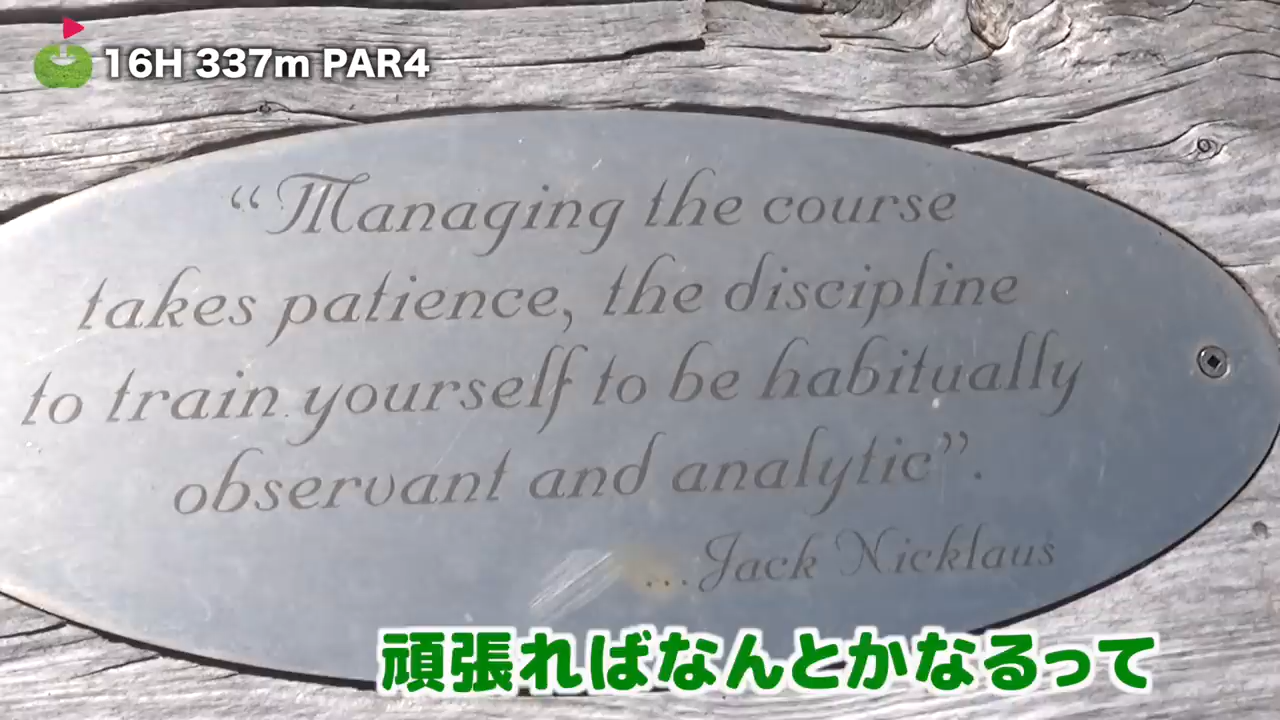 16H 337m PAR4
“Managing the course
takes patience, the discipline
to train yourself to be habitually
observant and analytic”.
...Jack Nicklaus
頑張ればなんとかなるって